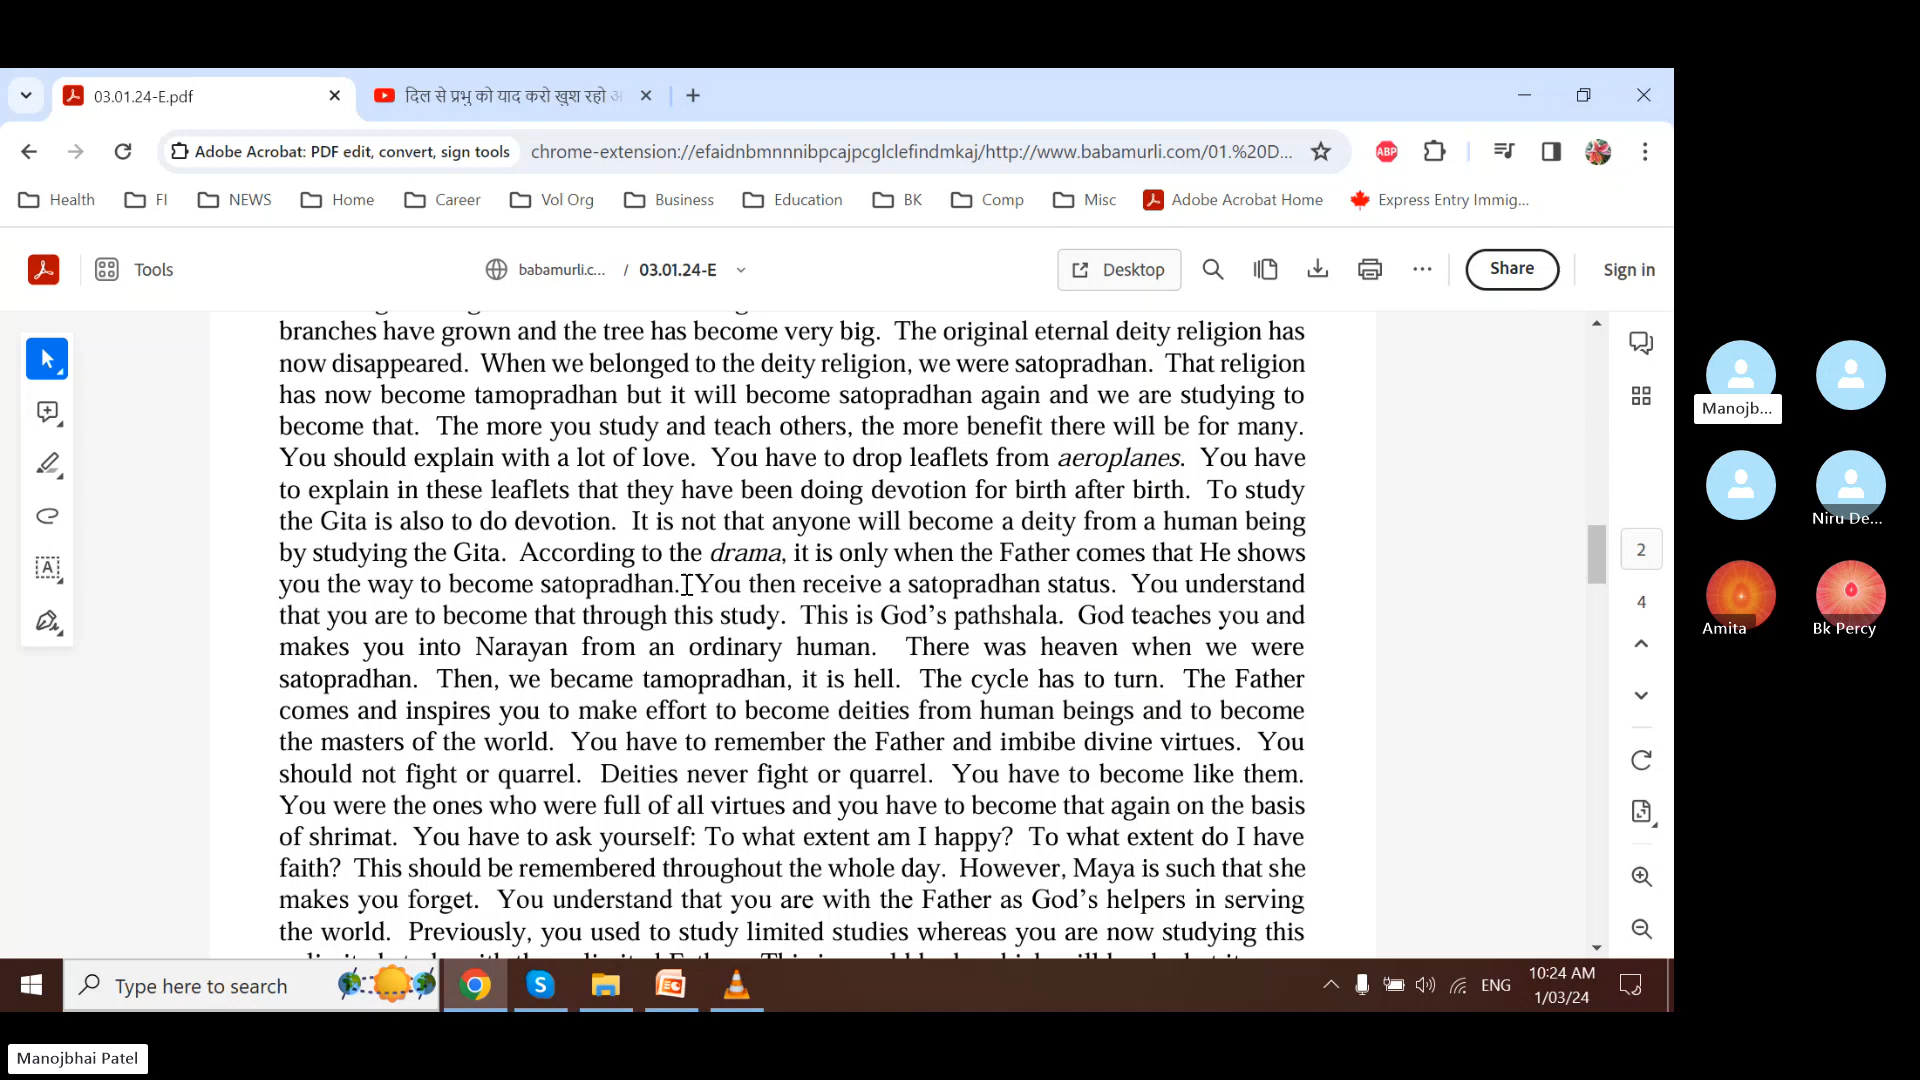 03.01.24-E.pdf
दिल से प्रभु को याद करो खुश रहो
Adobe Acrobat: PDF edit, convert, sign tools
chrome-extension://efaidnbmnnnibpcajpcglclefindmkaj/http://www.babamurli.com/01.%20D...
ABP
Health
FI
NEWS
Home
Career
Vol Org
Business
Education
BK
Comp
Misc
Adobe Acrobat Home
Express Entry Immig...
Tools
babamurli.c... / 03.01.24-E
Desktop
Share
Sign in
branches have grown and the tree has become very big. The original eternal deity religion has
now disappeared. When we belonged to the deity religion, we were satopradhan. That religion
has now become tamopradhan but it will become satopradhan again and we are studying to
become that. The more you study and teach others, the more benefit there will be for many.
You should explain with a lot of love. You have to drop leaflets from aeroplanes. You have
to explain in these leaflets that they have been doing devotion for birth after birth. To study
the Gita is also to do devotion. It is not that anyone will become a deity from a human being
by studying the Gita. According to the drama, it is only when the Father comes that He shows
you the way to become satopradhan. You then receive a satopradhan status. You understand
that you are to become that through this study. This is God's pathshala. God teaches you and
makes you into Narayan from an ordinary human. There was heaven when we were
satopradhan. Then, we became tamopradhan, it is hell. The cycle has to turn. The Father
comes and inspires you to make effort to become deities from human beings and to become
the masters of the world. You have to remember the Father and imbibe divine virtues. You
should not fight or quarrel. Deities never fight or quarrel. You have to become like them.
You were the ones who were full of all virtues and you have to become that again on the basis
of shrimat. You have to ask yourself: To what extent am I happy? To what extent do I have
faith? This should be remembered throughout the whole day. However, Maya is such that she
makes you forget. You understand that you are with the Father as God's helpers in serving
the world. Previously, you used to study limited studies whereas you are now studying this
2
4
Manojb...
Niru De...
Amita
Bk Percy
Type here to search
ENG
10:24 AM
1/03/24
Manojbhai Patel